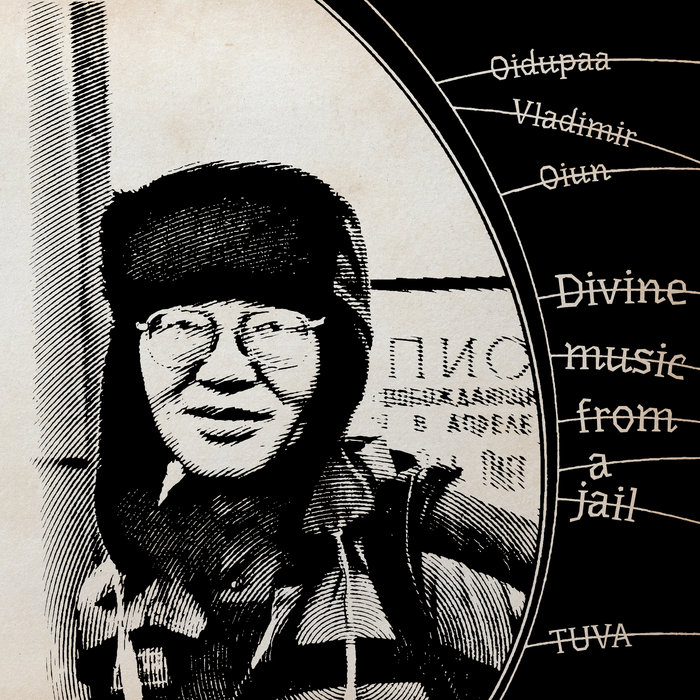 Oidupaa
Vladimir
Oiun
Divine
music
from
a
jail
TUVA
ПИО
В АПРЕЛЕ